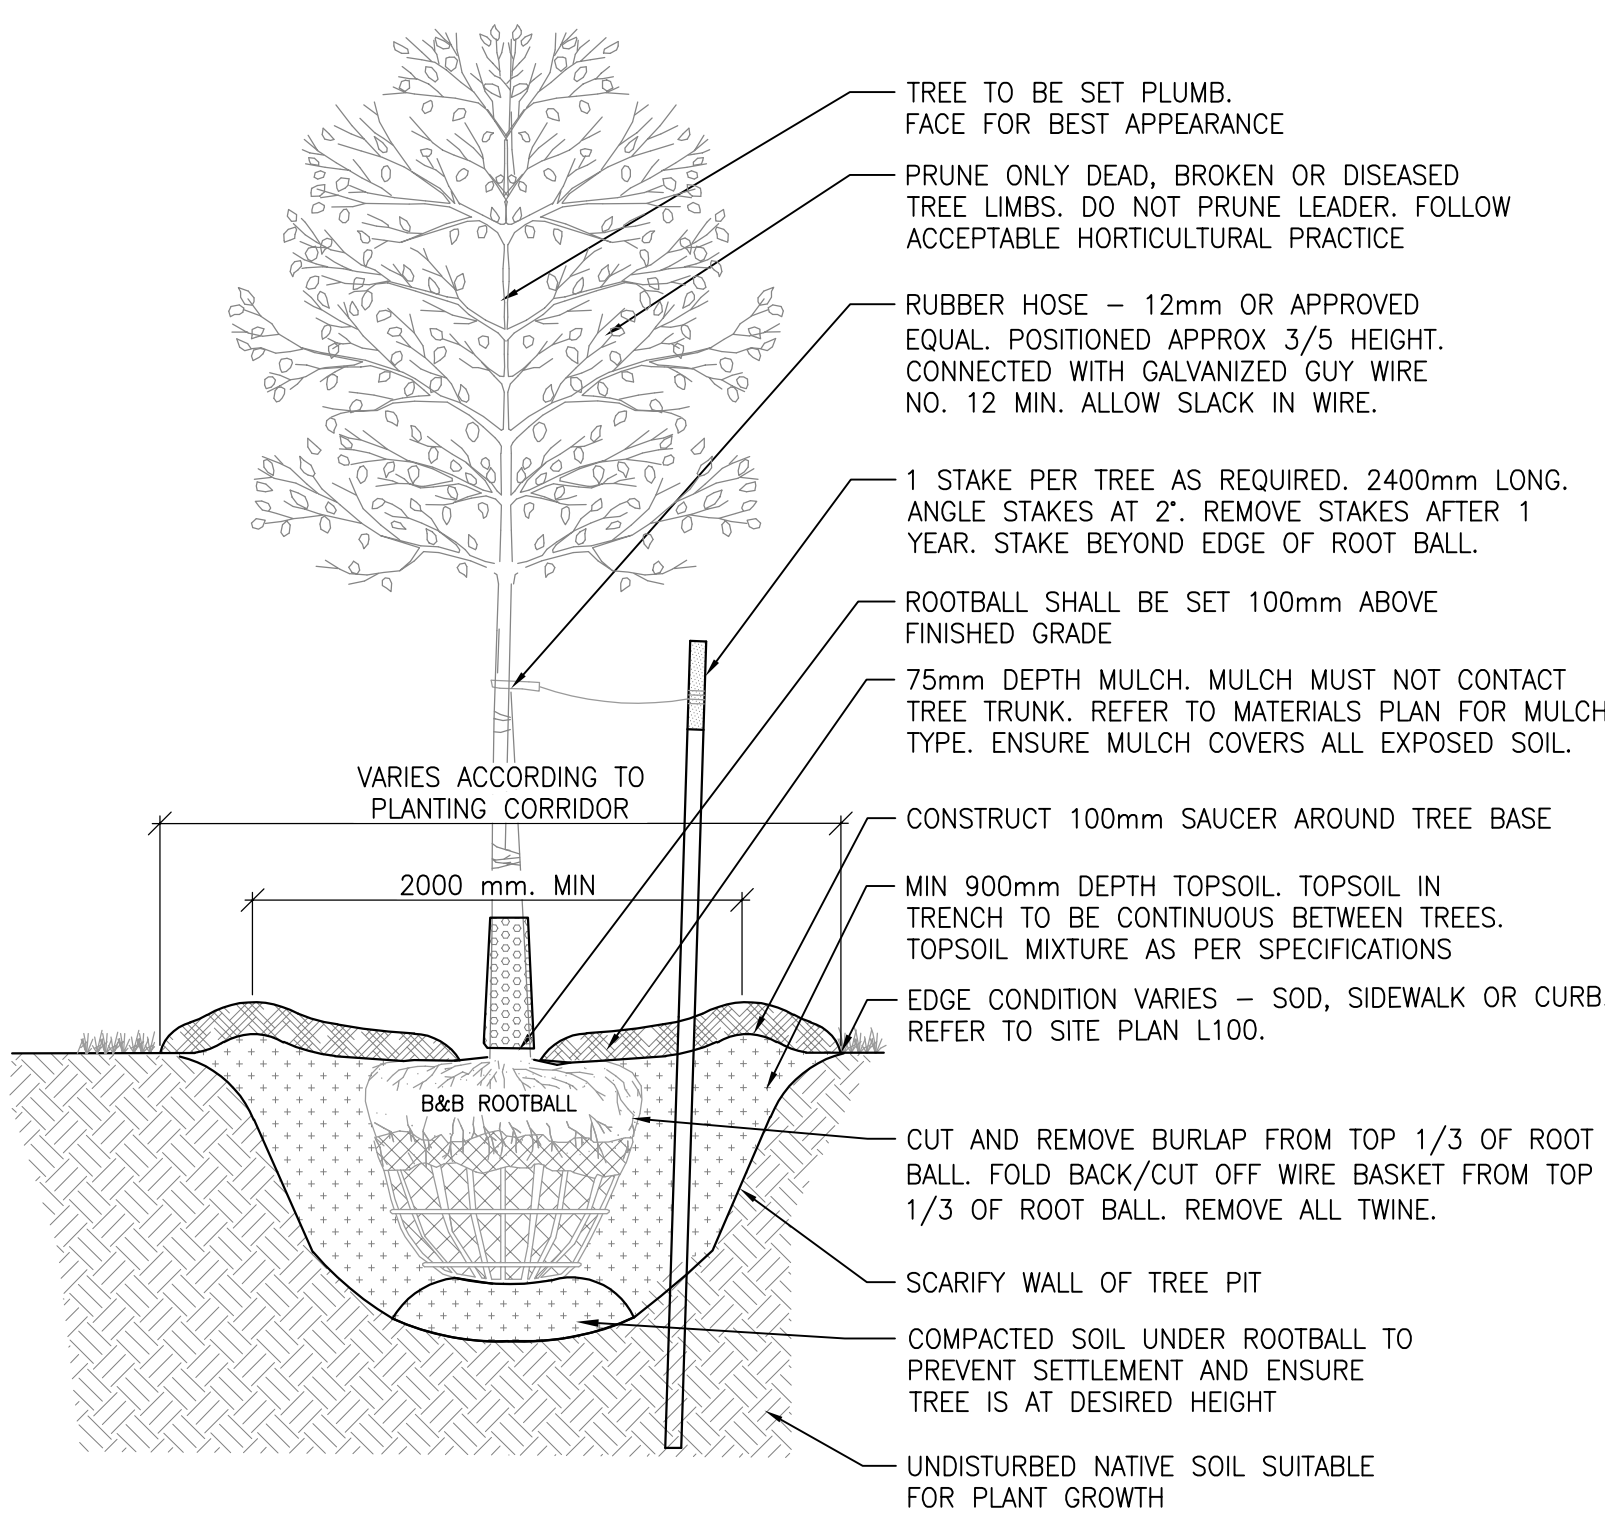 TREE TO BE SET PLUMB.
FACE FOR BEST APPEARANCE
PRUNE ONLY DEAD, BROKEN OR DISEASED
TREE LIMBS. DO NOT PRUNE LEADER. FOLLOW
ACCEPTABLE HORTICULTURAL PRACTICE
RUBBER HOSE – 12mm OR APPROVED
EQUAL. POSITIONED APPROX 3/5 HEIGHT.
CONNECTED WITH GALVANIZED GUY WIRE
NO. 12 MIN. ALLOW SLACK IN WIRE.
1 STAKE PER TREE AS REQUIRED. 2400mm LONG.
ANGLE STAKES AT 2°. REMOVE STAKES AFTER 1
YEAR. STAKE BEYOND EDGE OF ROOT BALL.
ROOTBALL SHALL BE SET 100mm ABOVE
FINISHED GRADE
75mm DEPTH MULCH. MULCH MUST NOT CONTACT
TREE TRUNK. REFER TO MATERIALS PLAN FOR MULCH
TYPE. ENSURE MULCH COVERS ALL EXPOSED SOIL.
VARIES ACCORDING TO
PLANTING CORRIDOR
CONSTRUCT 100mm SAUCER AROUND TREE BASE
2000 mm. MIN
MIN 900mm DEPTH TOPSOIL. TOPSOIL IN
TRENCH TO BE CONTINUOUS BETWEEN TREES.
TOPSOIL MIXTURE AS PER SPECIFICATIONS
EDGE CONDITION VARIES – SOD, SIDEWALK OR CURB.
REFER TO SITE PLAN L100.
B&B ROOTBALL
CUT AND REMOVE BURLAP FROM TOP 1/3 OF ROOT
BALL. FOLD BACK/CUT OFF WIRE BASKET FROM TOP
1/3 OF ROOT BALL. REMOVE ALL TWINE.
SCARIFY WALL OF TREE PIT
COMPACTED SOIL UNDER ROOTBALL TO
PREVENT SETTLEMENT AND ENSURE
TREE IS AT DESIRED HEIGHT
UNDISTURBED NATIVE SOIL SUITABLE
FOR PLANT GROWTH